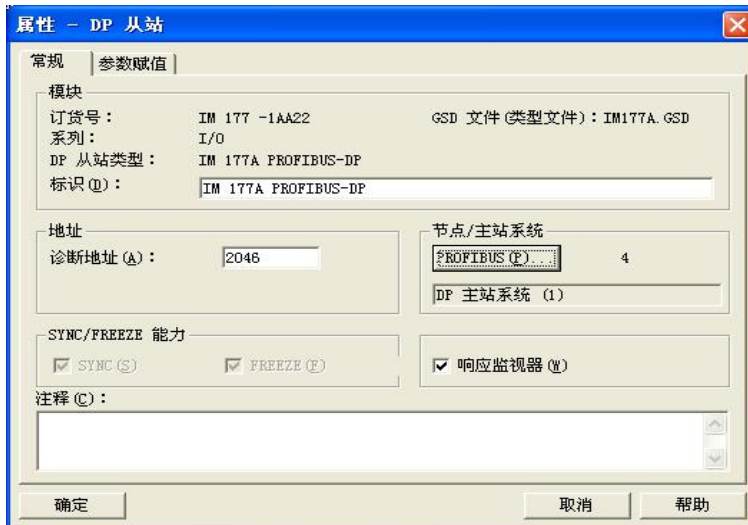 属性 - DP 从站
常规 参数赋值
模块
订货号： IM 177 -1AA22 GSD 文件(类型文件)：IM177A.GSD
系列： I/O
DP 从站类型： IM 177A PROFIBUS-DP
标识(D)： IM 177A PROFIBUS-DP
地址 节点/主站系统
诊断地址(A)： 2046 PROFIBUS(P)... 4
DP 主站系统 (1)
SYNC/FREEZE 能力
SYNC(S) FREEZE(F) 响应监视器(W)
注释(C)：
确定 取消 帮助